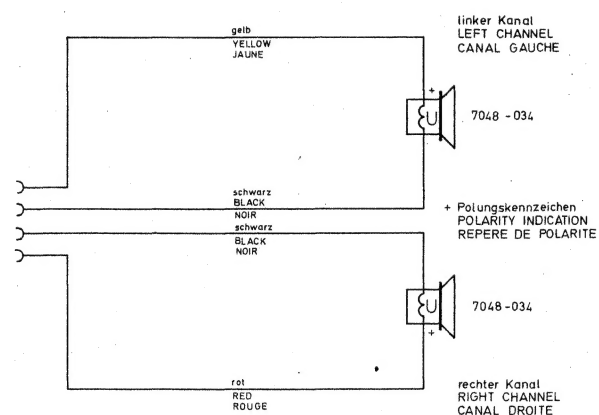 gelb
YELLOW
JAUNE
linker Kanal
LEFT CHANNEL
CANAL GAUCHE
+
U
7048-034
schwarz
BLACK
NOIR
+ Polungskennzeichen
POLARITY INDICATION
REPERE DE POLARITE
schwarz
BLACK
NOIR
U
7048-034
+
rot
RED
ROUGE
rechter Kanal
RIGHT CHANNEL
CANAL DROITE